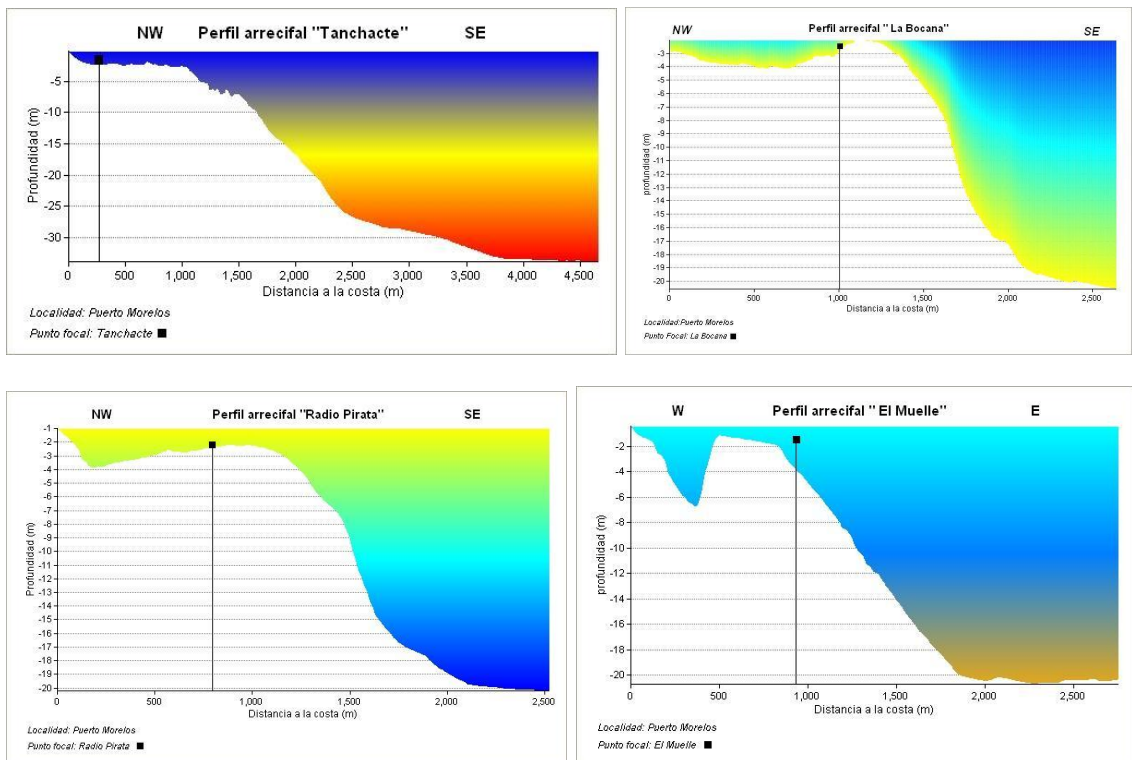 NW Perfil arrecifal "Tanchacte" SE
-5
-10
-15
-20
-25
-30
Profundidad (m)
0 500 1,000 1,500 2,000 2,500 3,000 3,500 4,000 4,500
Distancia a la costa (m)
Localidad: Puerto Morelos
Punto focal: Tanchacte ■
NW Perfil arrecifal " La Bocana" SE
-3
-4
-5
-6
-7
-8
-9
-10
-11
-12
-13
-14
-15
-16
-17
-18
-19
-20
profundidad (m)
0 500 1,000 1,500 2,000 2,500
Distancia a la costa (m)
Localidad:Puerto Morelos
Punto Focal: La Bocana ■
NW Perfil arrecifal "Radio Pirata" SE
-1
-2
-3
-4
-5
-6
-7
-8
-9
-10
-11
-12
-13
-14
-15
-16
-17
-18
-19
-20
Profundidad (m)
0 500 1,000 1,500 2,000 2,500
Distancia a la costa (m)
Localidad: Puerto Morelos
Punto focal: Radio Pirata ■
W Perfil arrecifal " El Muelle" E
-2
-4
-6
-8
-10
-12
-14
-16
-18
-20
profundidad (m)
0 500 1,000 1,500 2,000 2,500
Distancia a la costa (m)
Localidad: Puerto Morelos
Punto focal: El Muelle ■